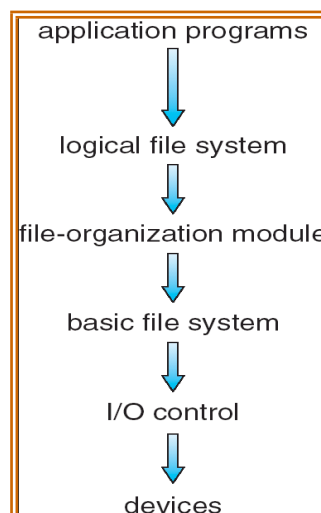 application programs
logical file system
file-organization module
basic file system
I/O control
devices